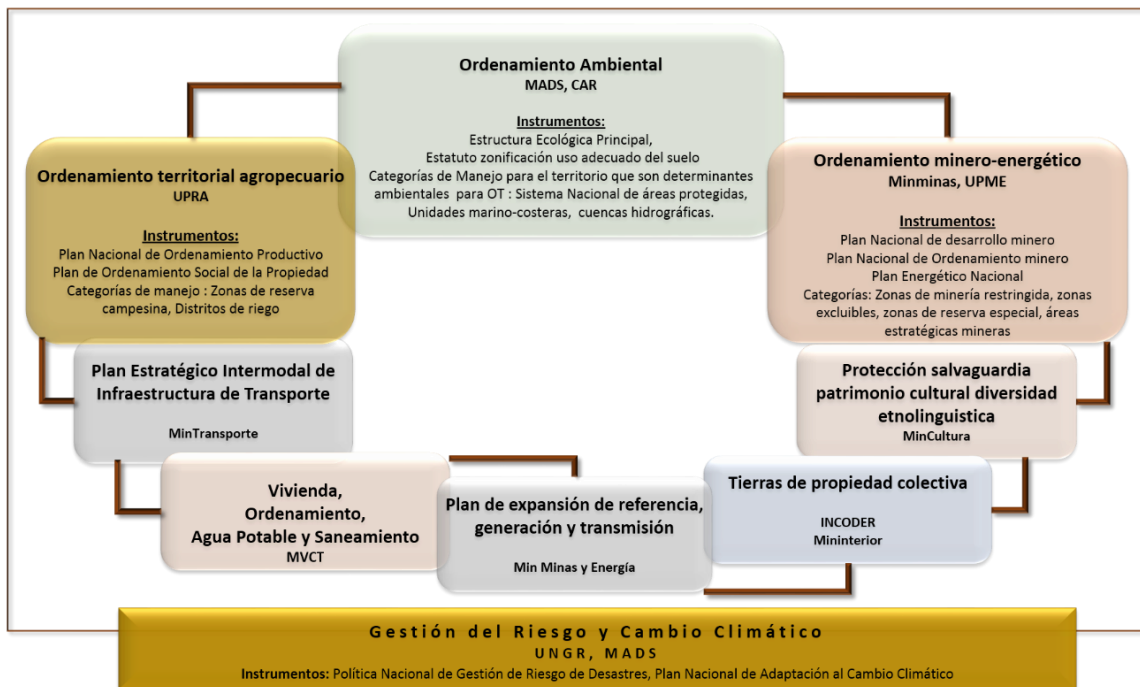 Ordenamiento Ambiental
MADS, CAR
Instrumentos:
Estructura Ecológica Principal,
Estatuto zonificación uso adecuado del suelo
Categorías de Manejo para el territorio que son determinantes
ambientales para OT : Sistema Nacional de áreas protegidas,
Unidades marino-costeras, cuencas hidrográficas.
Ordenamiento territorial agropecuario
UPRA
Instrumentos:
Plan Nacional de Ordenamiento Productivo
Plan de Ordenamiento Social de la Propiedad
Categorías de manejo : Zonas de reserva
campesina, Distritos de riego
Ordenamiento minero-energético
Minminas, UPME
Instrumentos:
Plan Nacional de desarrollo minero
Plan Nacional de Ordenamiento minero
Plan Energético Nacional
Categorías: Zonas de minería restringida, zonas
excluibles, zonas de reserva especial, áreas
estratégicas mineras
Plan Estratégico Intermodal de
Infraestructura de Transporte
MinTransporte
Protección salvaguardia
patrimonio cultural diversidad
etnolinguistica
MinCultura
Vivienda,
Ordenamiento,
Agua Potable y Saneamiento
MVCT
Plan de expansión de referencia,
generación y transmisión
Min Minas y Energía
Tierras de propiedad colectiva
INCODER
Mininterior
Gestión del Riesgo y Cambio Climático
UNGR, MADS
Instrumentos: Política Nacional de Gestión de Riesgo de Desastres, Plan Nacional de Adaptación al Cambio Climático